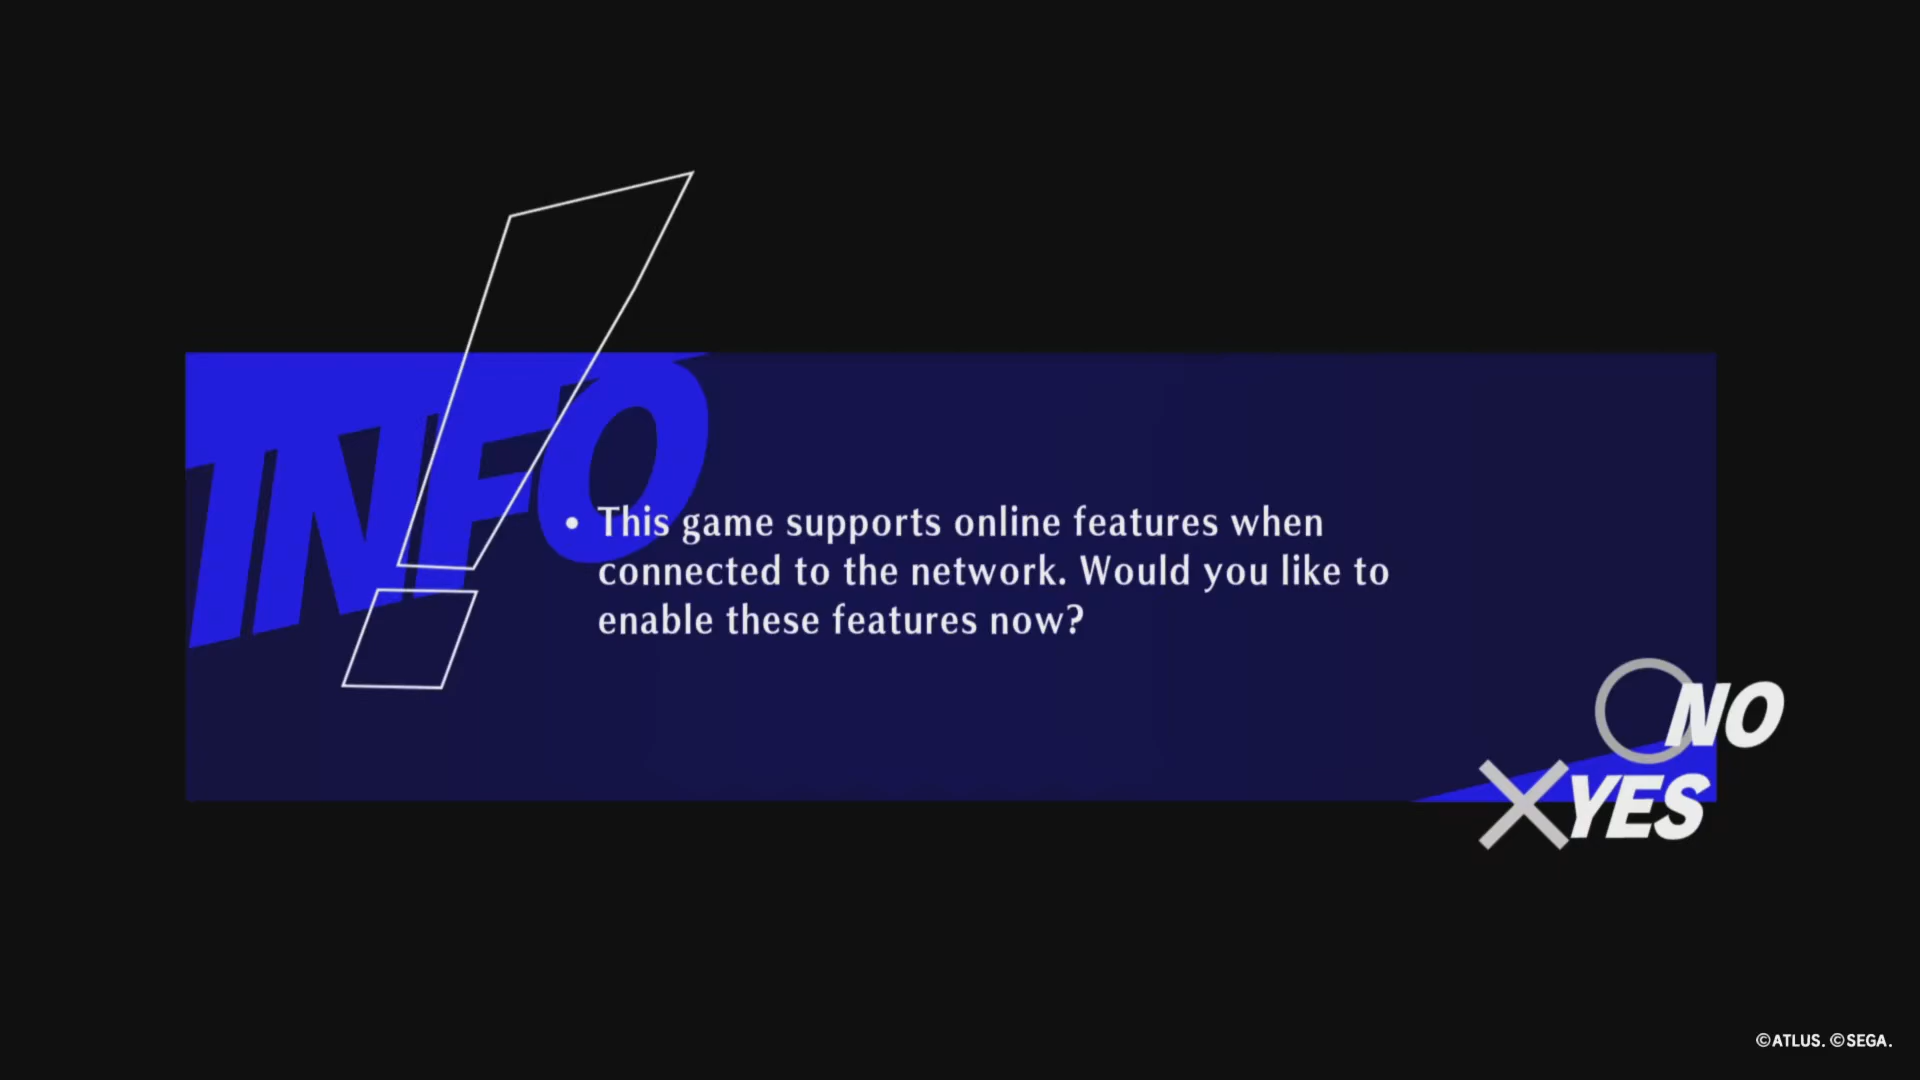 INFO
• This game supports online features when
connected to the network. Would you like to
enable these features now?
NO
YES
©ATLUS. ©SEGA.